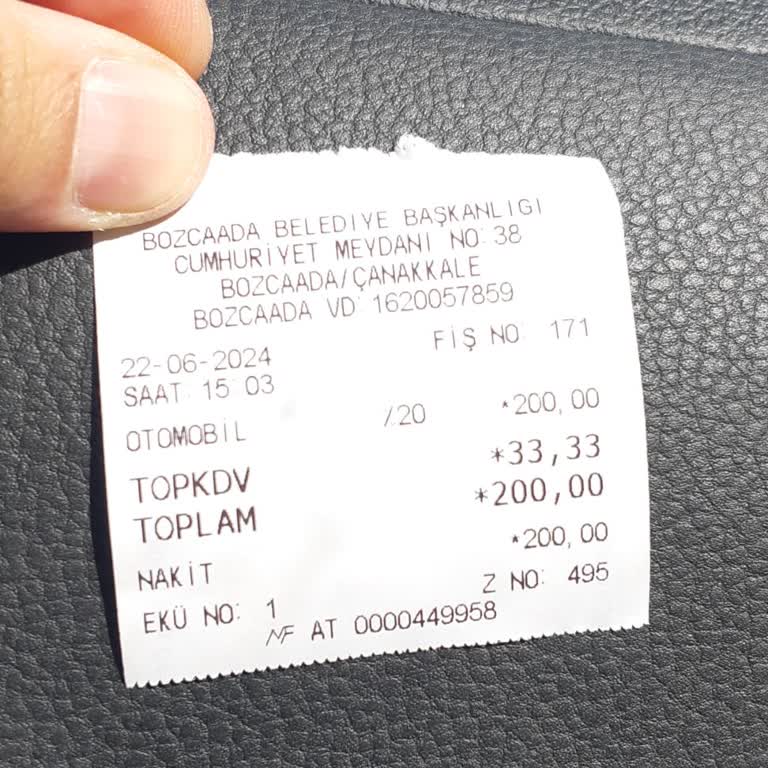 BOZCAADA BELEDİYE BAŞKANLIGI
CUMHURİYET MEYDANI NO: 38
BOZCAADA/ÇANAKKALE
BOZCAADA VD 1620057859
22-06-2024 FİŞ NO: 171
SAAT: 15:03
OTOMOBİL /20 *200,00
TOPKDV *33,33
TOPLAM *200,00
NAKİT *200,00
EKÜ NO: 1 Z NO: 495
MF AT 0000449958